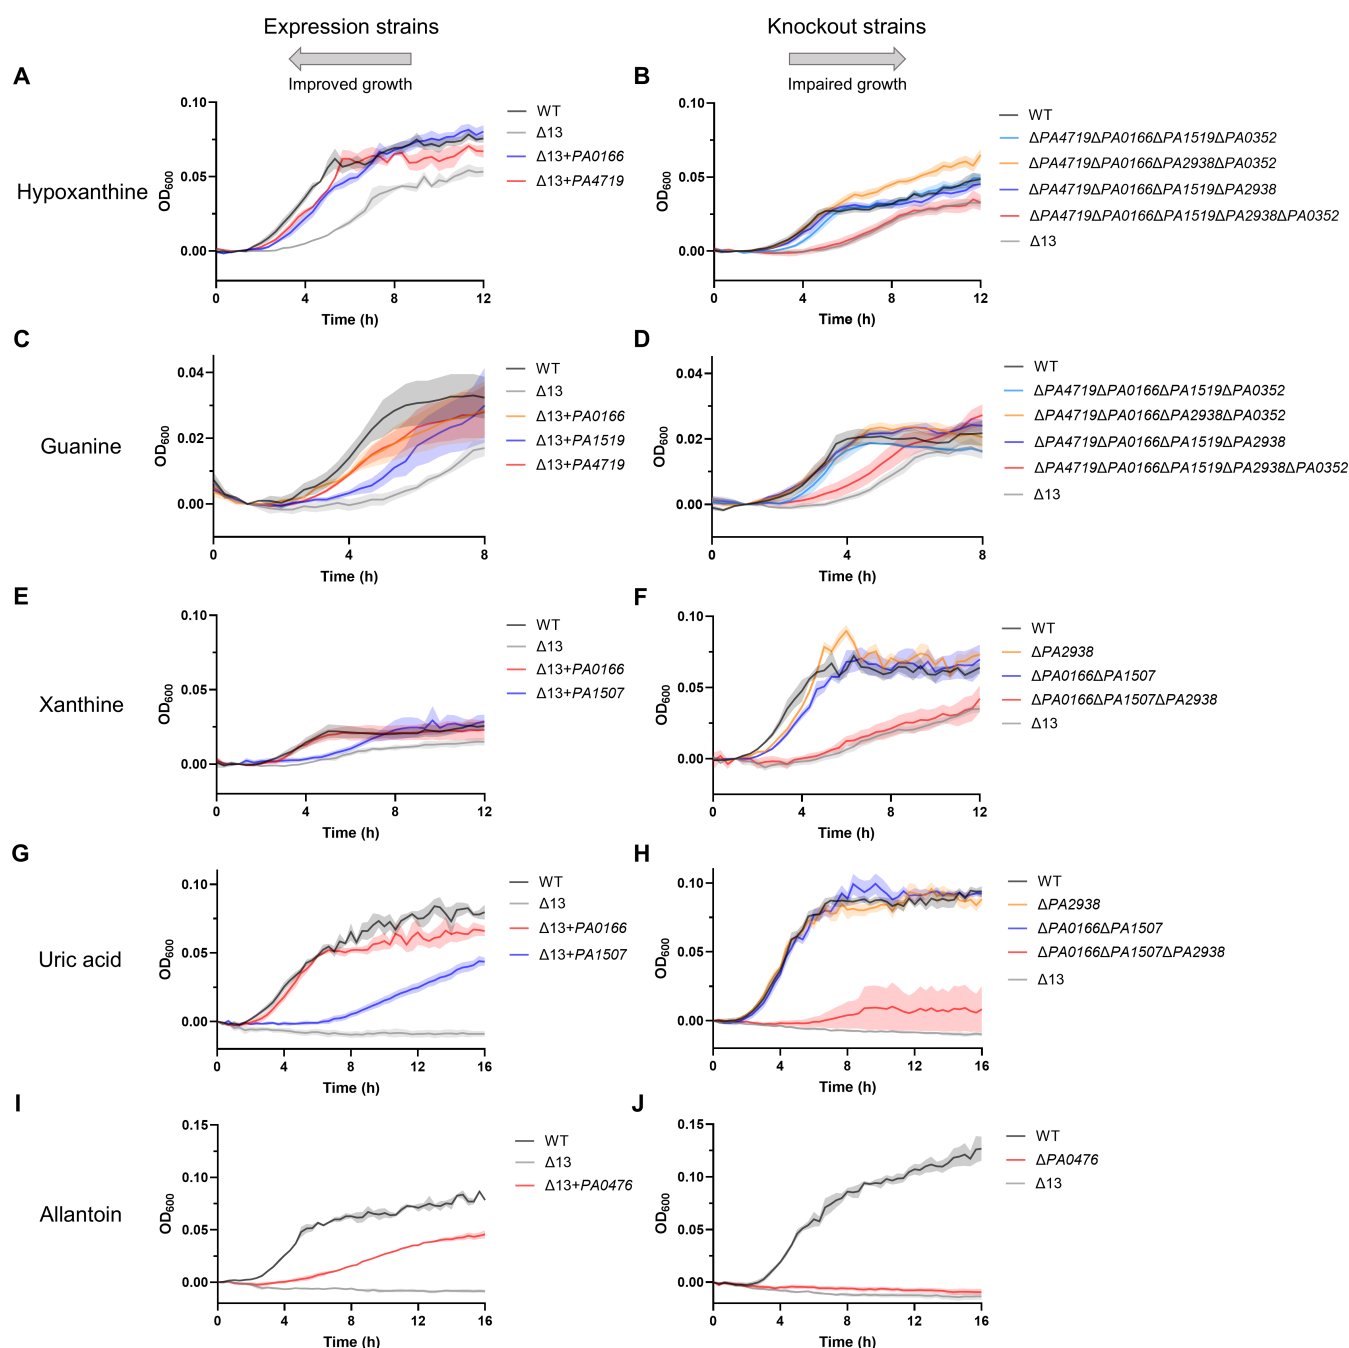 Expression strains
Knockout strains
Improved growth
Impaired growth
A
Hypoxanthine
OD600
0.10
0.05
0.00
0
4
8
12
Time (h)
WT
Δ13
Δ13+PA0166
Δ13+PA4719
B
OD600
0.10
0.05
0.00
0
4
8
12
Time (h)
WT
ΔPA4719ΔPA0166ΔPA1519ΔPA0352
ΔPA4719ΔPA0166ΔPA2938ΔPA0352
ΔPA4719ΔPA0166ΔPA1519ΔPA2938
ΔPA4719ΔPA0166ΔPA1519ΔPA2938ΔPA0352
Δ13
C
Guanine
OD600
0.04
0.02
0.00
0
4
8
Time (h)
WT
Δ13
Δ13+PA0166
Δ13+PA1519
Δ13+PA4719
D
OD600
0.04
0.02
0.00
0
4
8
Time (h)
WT
ΔPA4719ΔPA0166ΔPA1519ΔPA0352
ΔPA4719ΔPA0166ΔPA2938ΔPA0352
ΔPA4719ΔPA0166ΔPA1519ΔPA2938
ΔPA4719ΔPA0166ΔPA1519ΔPA2938ΔPA0352
Δ13
E
Xanthine
OD600
0.10
0.05
0.00
0
4
8
12
Time (h)
WT
Δ13
Δ13+PA0166
Δ13+PA1507
F
OD600
0.10
0.05
0.00
0
4
8
12
Time (h)
WT
ΔPA2938
ΔPA0166ΔPA1507
ΔPA0166ΔPA1507ΔPA2938
Δ13
G
Uric acid
OD600
0.10
0.05
0.00
0
4
8
12
16
Time (h)
WT
Δ13
Δ13+PA0166
Δ13+PA1507
H
OD600
0.10
0.05
0.00
0
4
8
12
16
Time (h)
WT
ΔPA2938
ΔPA0166ΔPA1507
ΔPA0166ΔPA1507ΔPA2938
Δ13
I
Allantoin
OD600
0.15
0.10
0.05
0.00
0
4
8
12
16
Time (h)
WT
Δ13
Δ13+PA0476
J
OD600
0.15
0.10
0.05
0.00
0
4
8
12
16
Time (h)
WT
ΔPA0476
Δ13